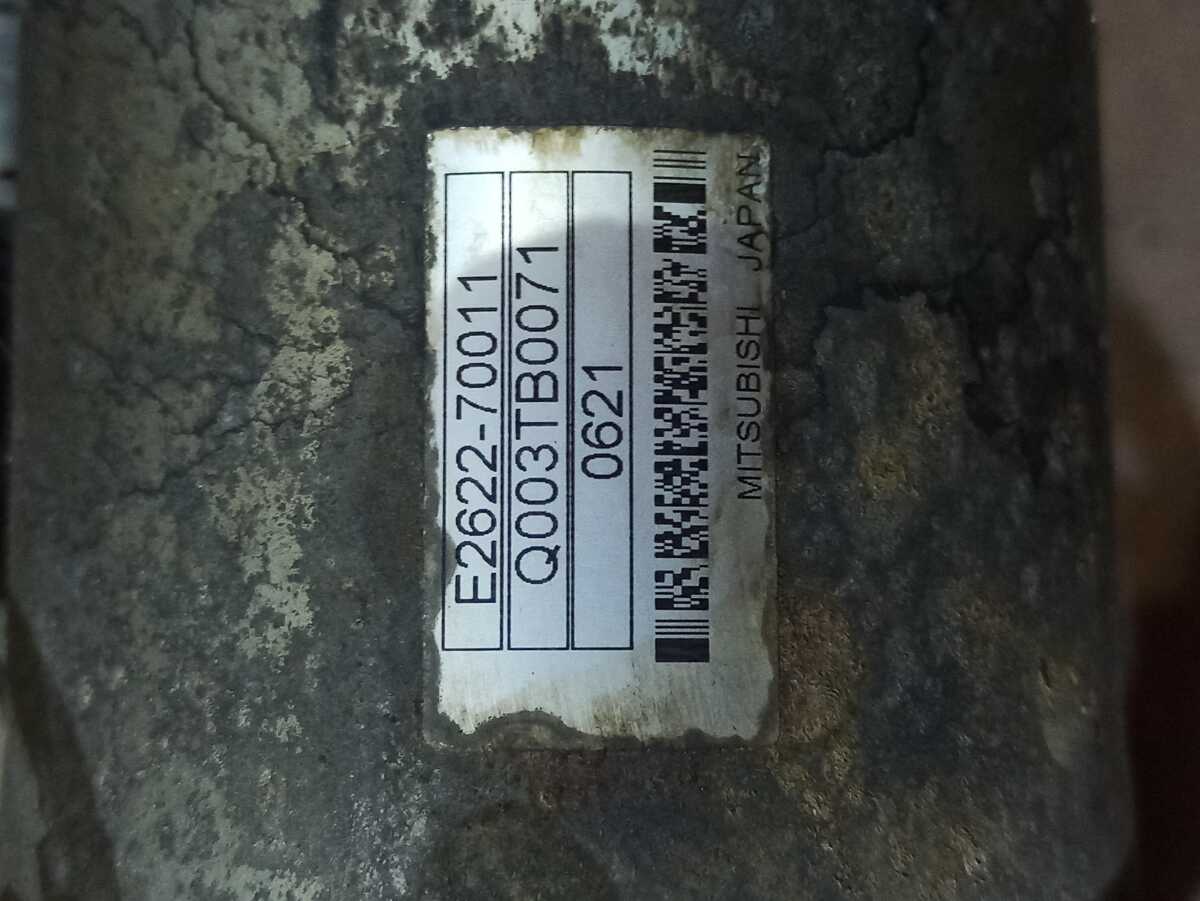 E2622-70011
Q003TB0071
0621
MITSUBISHI JAPAN